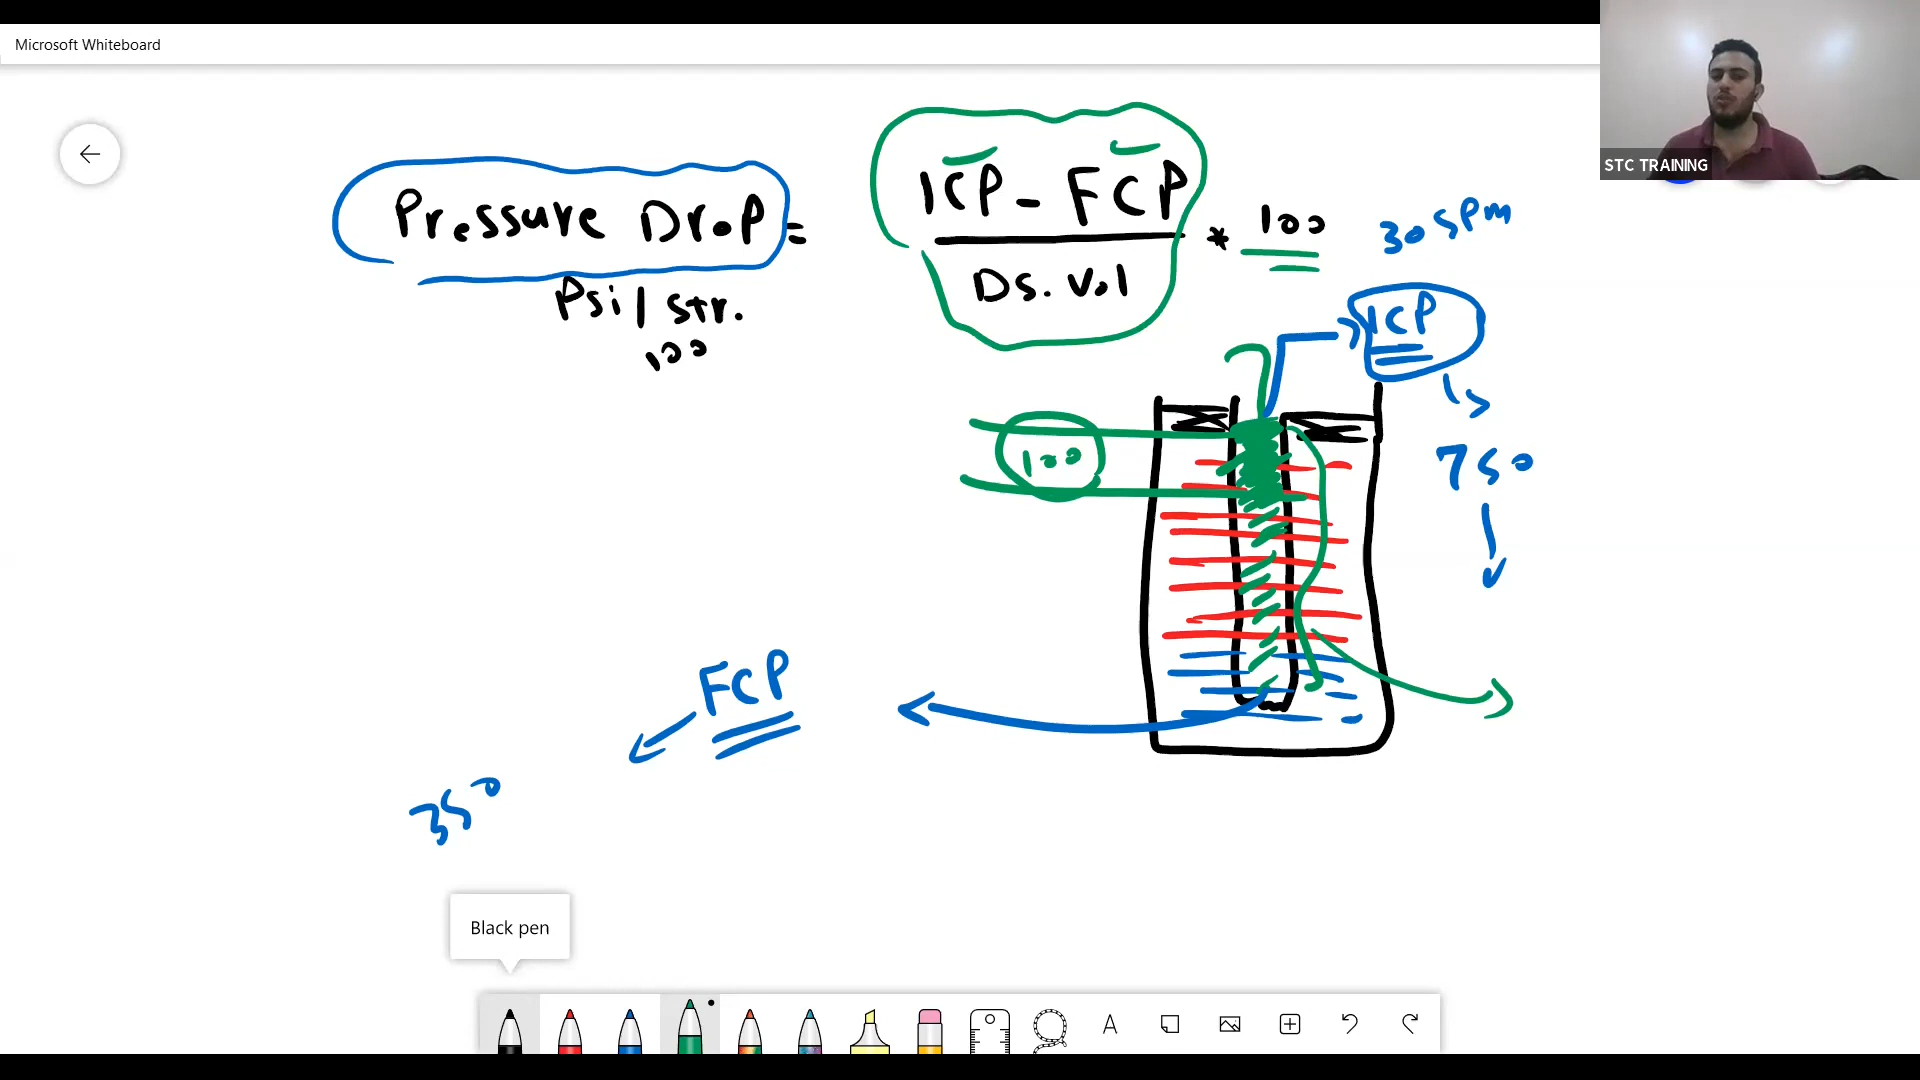 Microsoft Whiteboard
STC TRAINING
Pressure Drop = ICP - FCP * 100
Ds. Vol
Psi / str.
100
30 SPM
ICP
100
750
FCP
350
Black pen
A